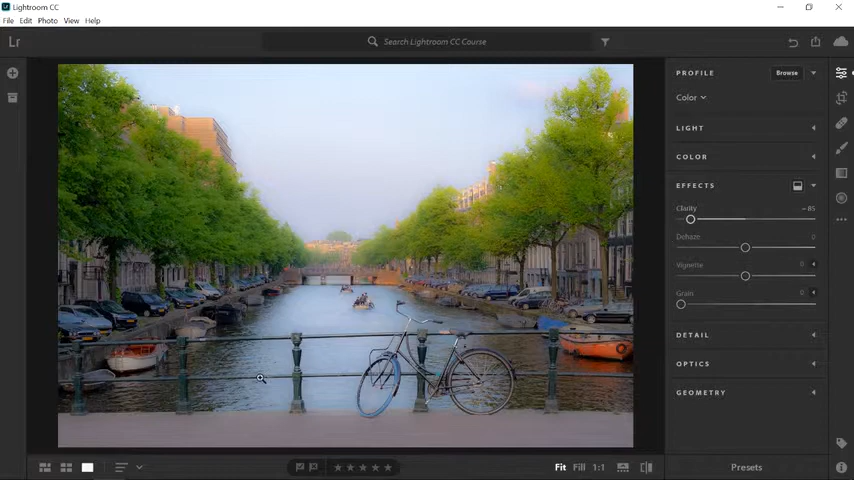 Lightroom CC
File Edit Photo View Help
Lr
Search Lightroom CC Course
PROFILE
Browse
Color
LIGHT
COLOR
EFFECTS
Clarity
- 85
Dehaze
0
Vignette
0
Grain
0
DETAIL
OPTICS
GEOMETRY
Fit Fill 1:1
Presets